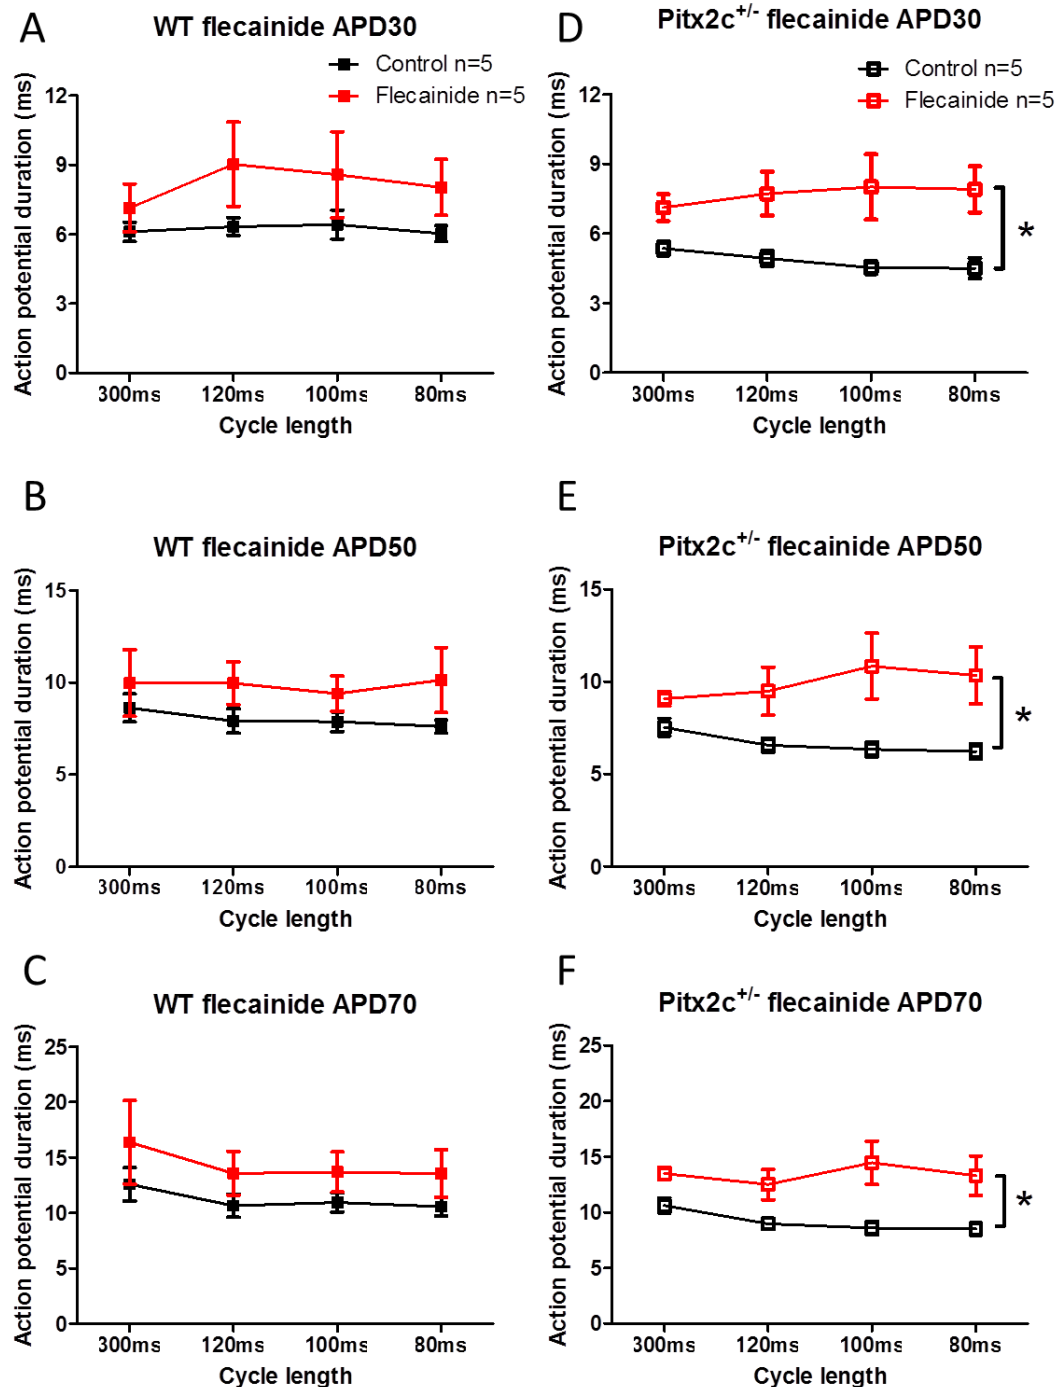 A
WT flecainide APD30
Control n=5
Flecainide n=5
Action potential duration (ms)
12
9
6
3
0
300ms 120ms 100ms 80ms
Cycle length
D
Pitx2c+/- flecainide APD30
Control n=5
Flecainide n=5
Action potential duration (ms)
12
9
6
3
0
*
300ms 120ms 100ms 80ms
Cycle length
B
WT flecainide APD50
Action potential duration (ms)
15
10
5
0
300ms 120ms 100ms 80ms
Cycle length
E
Pitx2c+/- flecainide APD50
Action potential duration (ms)
15
10
5
0
*
300ms 120ms 100ms 80ms
Cycle length
C
WT flecainide APD70
Action potential duration (ms)
25
20
15
10
5
0
300ms 120ms 100ms 80ms
Cycle length
F
Pitx2c+/- flecainide APD70
Action potential duration (ms)
25
20
15
10
5
0
*
300ms 120ms 100ms 80ms
Cycle length